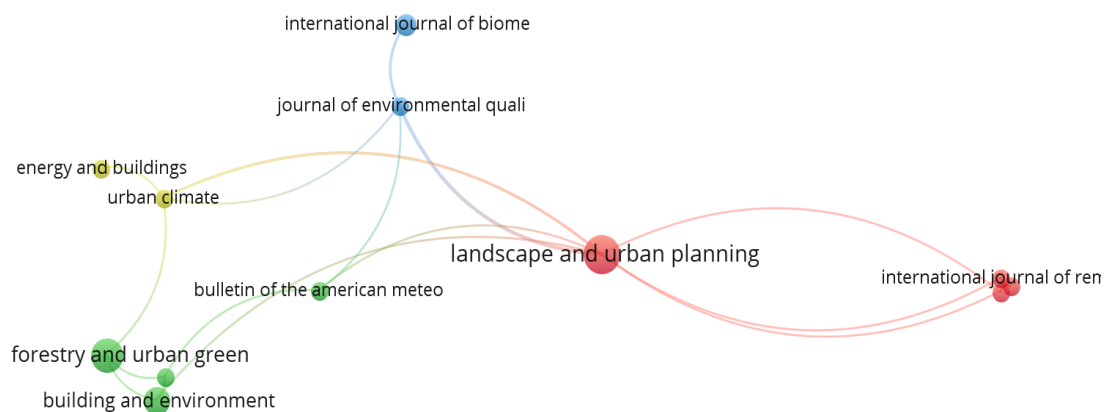 international journal of biome
journal of environmental quali
energy and buildings
urban climate
landscape and urban planning
international journal of rem
bulletin of the american meteo
forestry and urban green
building and environment